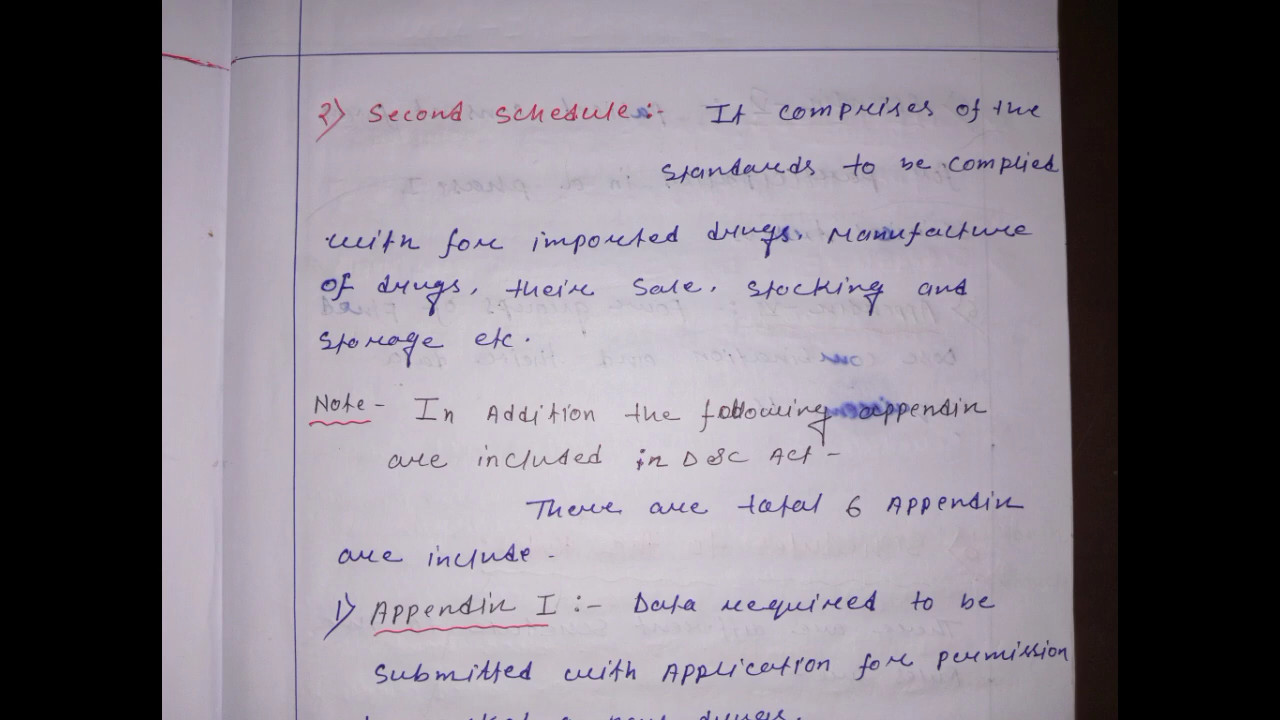 2) Second Schedule:- It comprises of the
standards to be complied
with for imported drugs. Manufacture
of drugs, their Sale, Stocking and
Storage etc.
Note - In Addition the following appendix
are included in D&C Act -
There are total 6 Appendix
are include -
1) Appendix I :- Data required to be
Submitted with Application for permission
a new drugs.